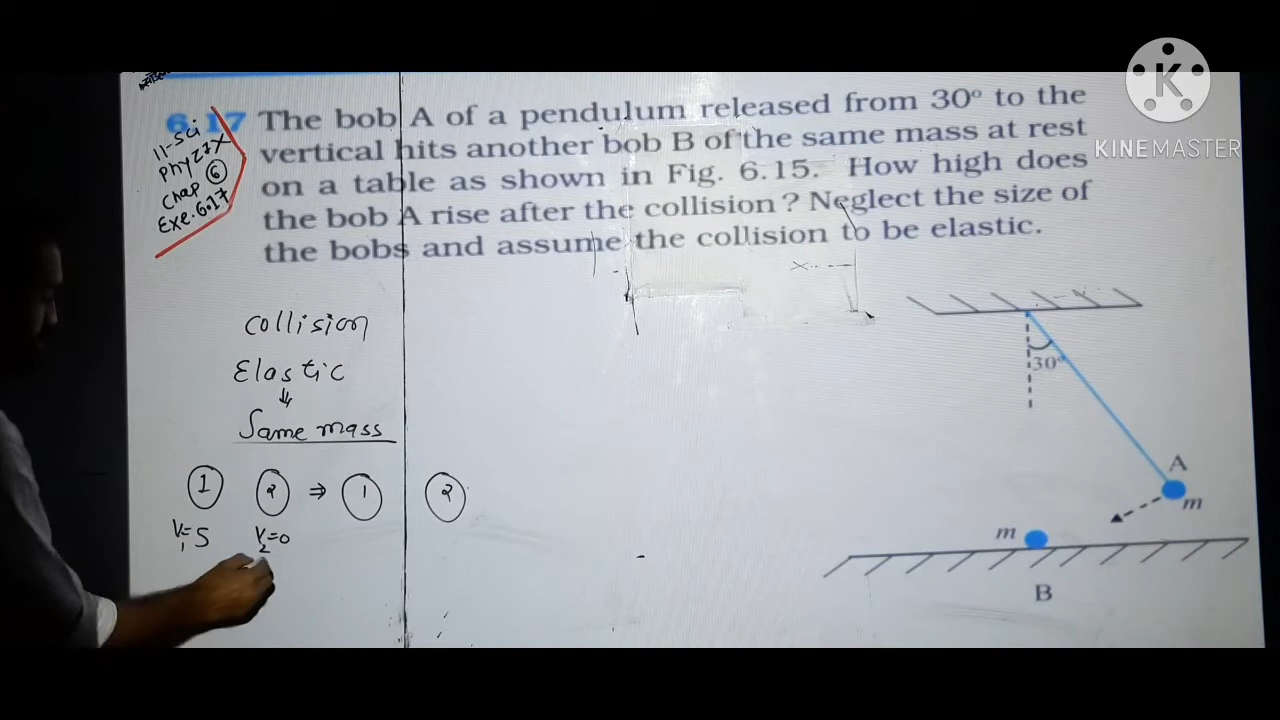 6.17 The bob A of a pendulum released from 30° to the
vertical hits another bob B of the same mass at rest
on a table as shown in Fig. 6.15. How high does
the bob A rise after the collision? Neglect the size of
the bobs and assume the collision to be elastic.
11-Sci
Phyzzx
Chap 6
Exe. 6.17
K
KINEMASTER
Collision
Elastic
⇓
Same mass
1 2 ⇒ 1 2
V₁=5 V₂=0
x
30°
A
m
m
B